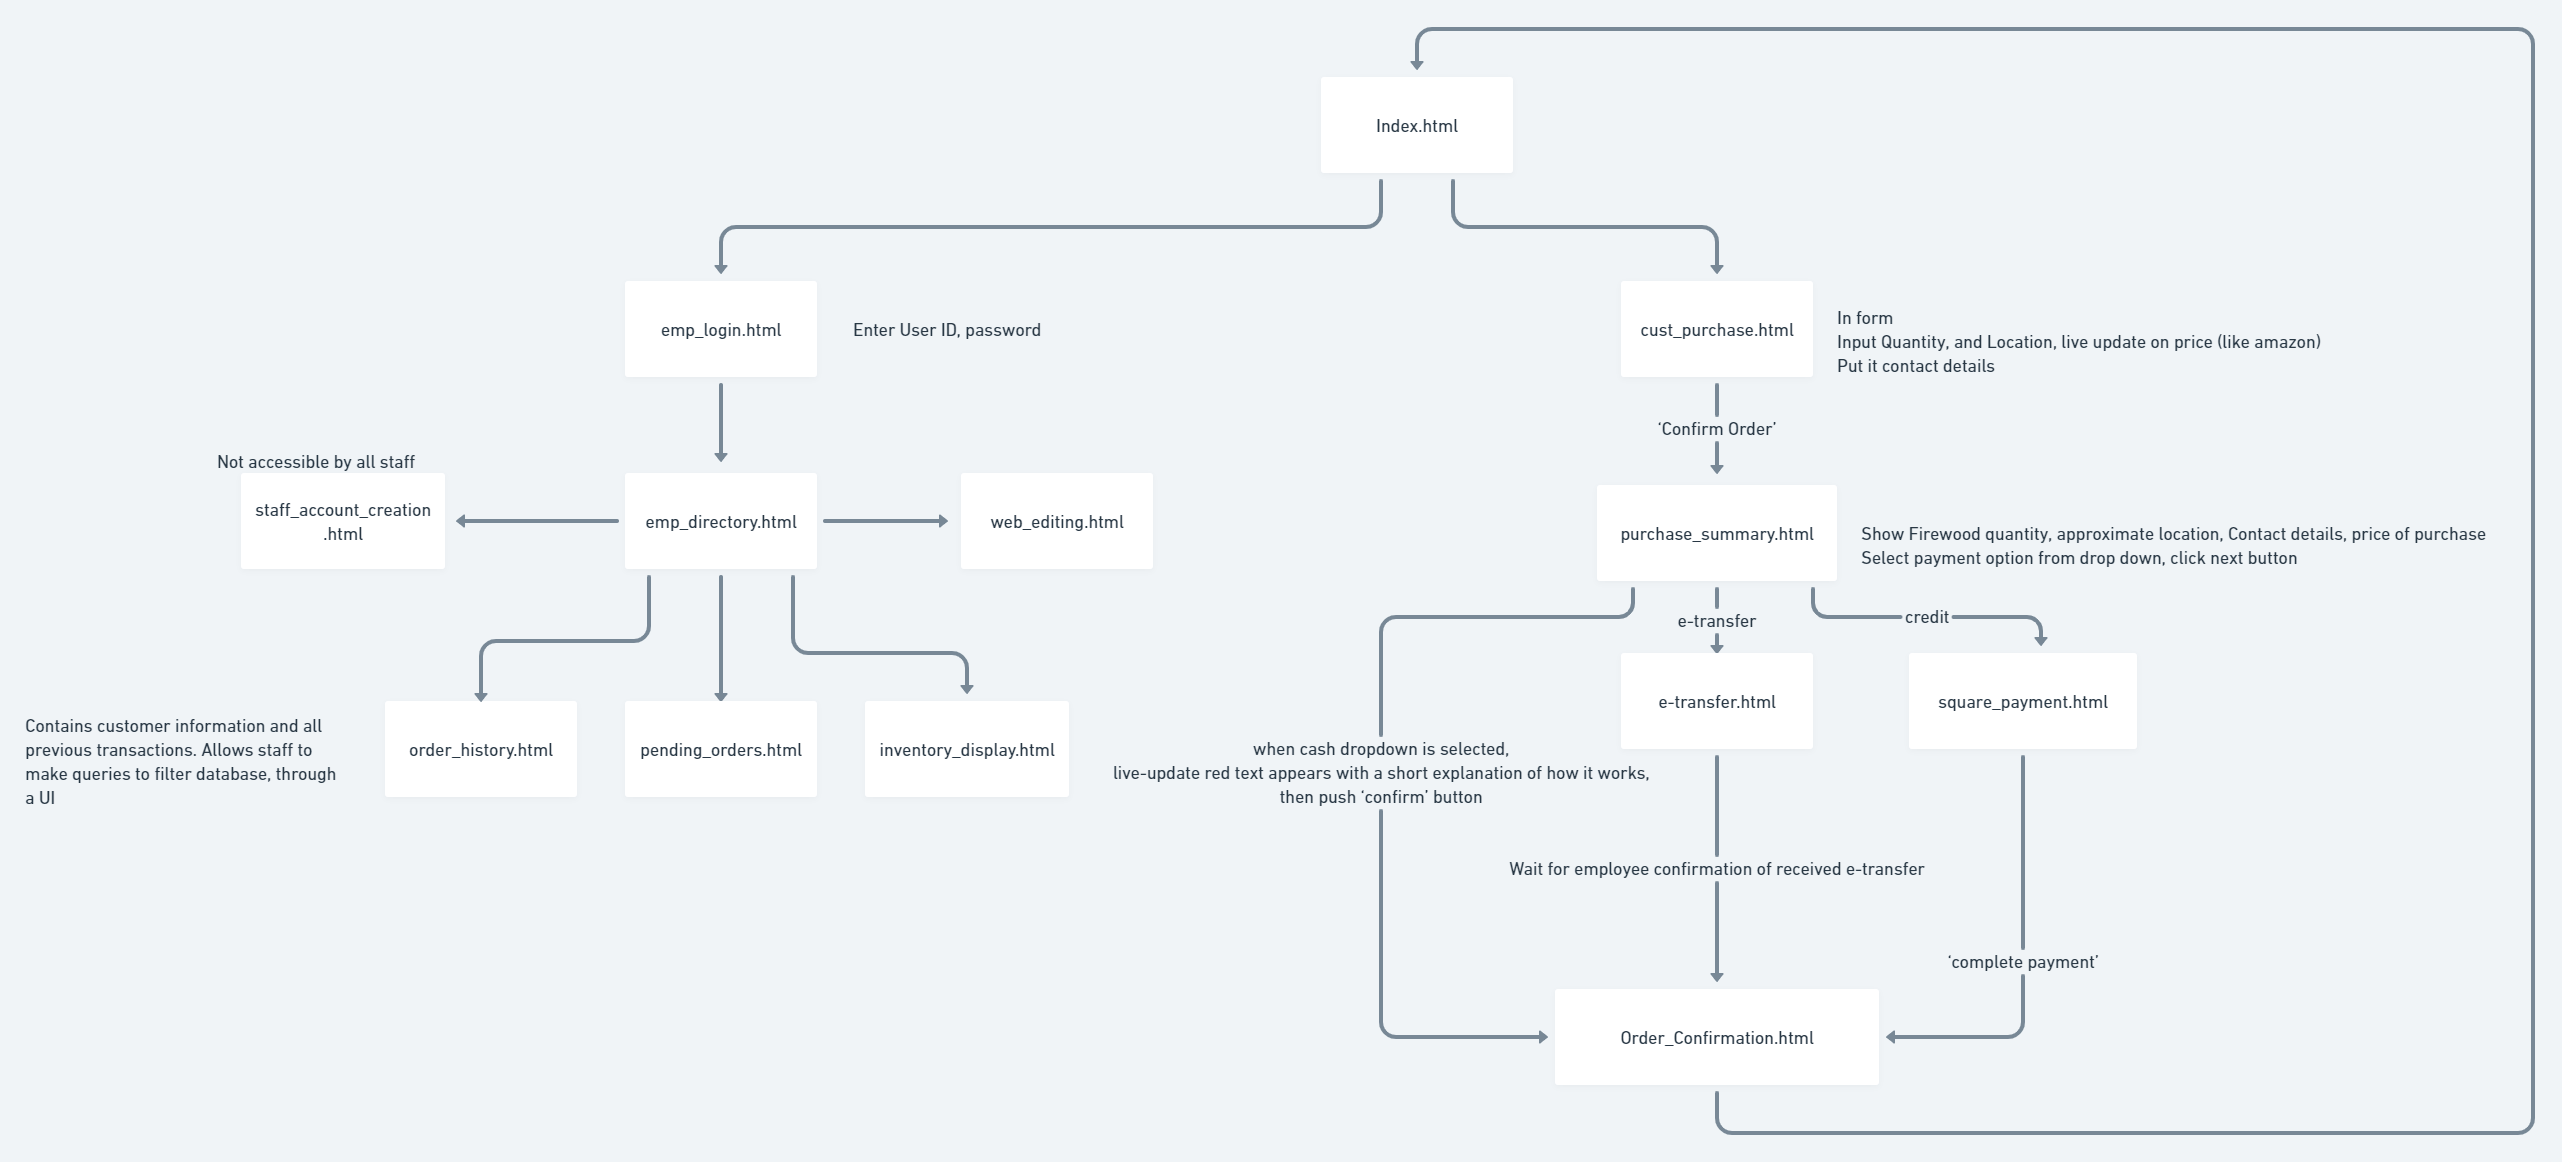 Index.html
emp_login.html
Enter User ID, password
cust_purchase.html
In form
Input Quantity, and Location, live update on price (like amazon)
Put it contact details
‘Confirm Order’
Not accessible by all staff
staff_account_creation
.html
emp_directory.html
web_editing.html
purchase_summary.html
Show Firewood quantity, approximate location, Contact details, price of purchase
Select payment option from drop down, click next button
e-transfer
credit
Contains customer information and all
previous transactions. Allows staff to
make queries to filter database, through
a UI
order_history.html
pending_orders.html
inventory_display.html
when cash dropdown is selected,
live-update red text appears with a short explanation of how it works,
then push ‘confirm’ button
e-transfer.html
square_payment.html
Wait for employee confirmation of received e-transfer
‘complete payment’
Order_Confirmation.html